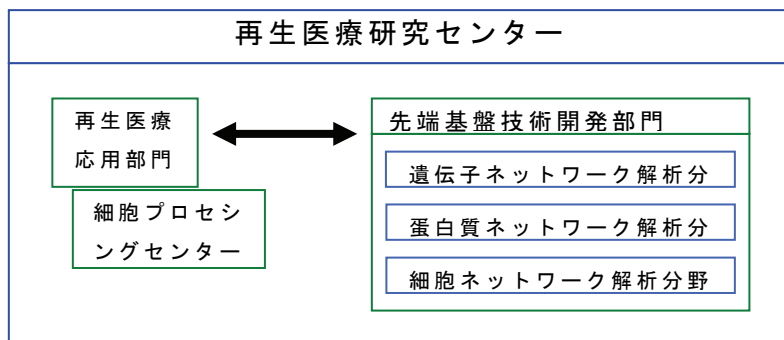 再生医療研究センター
再生医療
応用部門
細胞プロセシ
ングセンター
先端基盤技術開発部門
遺伝子ネットワーク解析分
蛋白質ネットワーク解析分
細胞ネットワーク解析分野